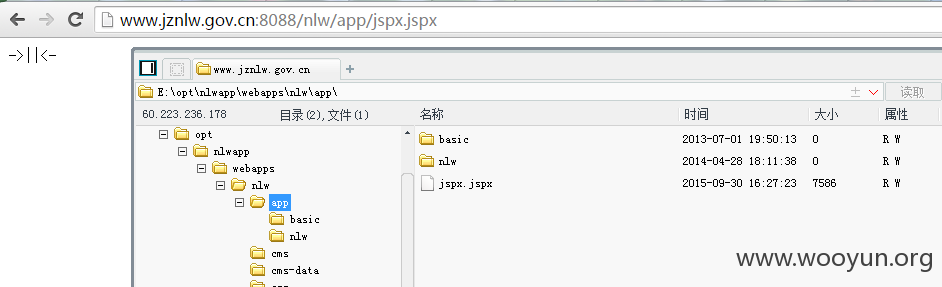 www.jznlw.gov.cn:8088/nlw/app/jspx.jspx
->||<-
www.jznlw.gov.cn
+
E:\opt\nlwapp\webapps\nlw\app\
读取
60.223.236.178 目录(2),文件(1) 名称 时间 大小 属性
opt
nlwapp
webapps
nlw
app
basic
nlw
cms
cms-data
basic 2013-07-01 19:50:13 0 R W
nlw 2014-04-28 18:11:38 0 R W
jspx.jspx 2015-09-30 16:27:23 7586 R W
www.wooyun.org